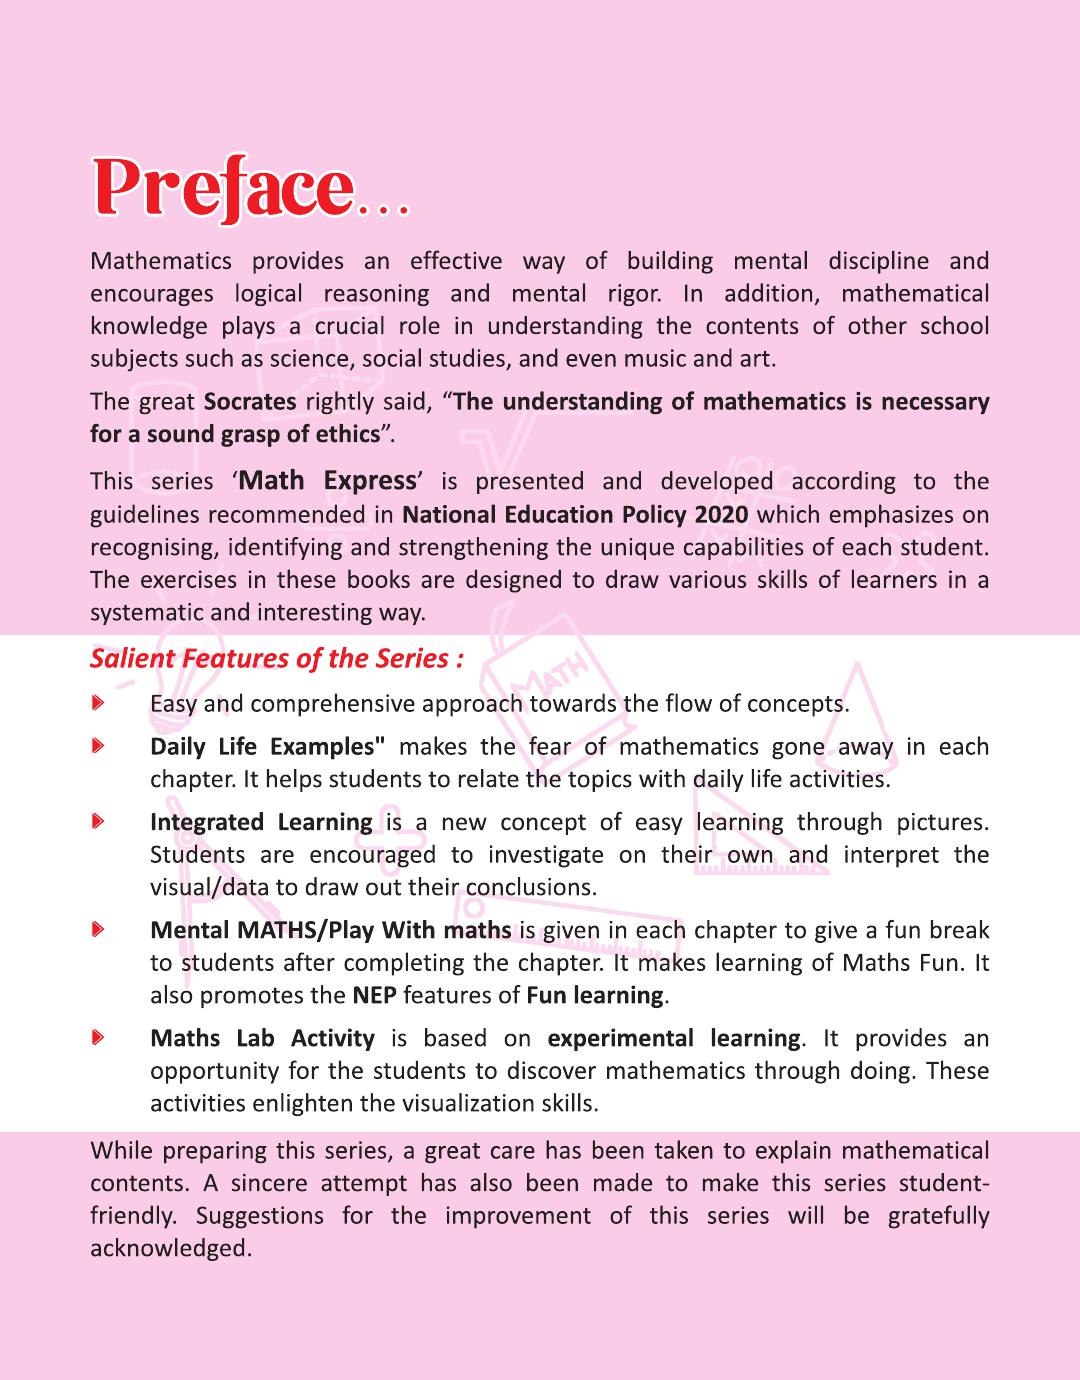 Preface...
Mathematics provides an effective way of building mental discipline and
encourages logical reasoning and mental rigor. In addition, mathematical
knowledge plays a crucial role in understanding the contents of other school
subjects such as science, social studies, and even music and art.
The great Socrates rightly said, “The understanding of mathematics is necessary
for a sound grasp of ethics”.
This series ‘Math Express’ is presented and developed according to the
guidelines recommended in National Education Policy 2020 which emphasizes on
recognising, identifying and strengthening the unique capabilities of each student.
The exercises in these books are designed to draw various skills of learners in a
systematic and interesting way.
Salient Features of the Series :
MATH
Easy and comprehensive approach towards the flow of concepts.
Daily Life Examples" makes the fear of mathematics gone away in each
chapter. It helps students to relate the topics with daily life activities.
Integrated Learning is a new concept of easy learning through pictures.
Students are encouraged to investigate on their own and interpret the
visual/data to draw out their conclusions.
Mental MATHS/Play With maths is given in each chapter to give a fun break
to students after completing the chapter. It makes learning of Maths Fun. It
also promotes the NEP features of Fun learning.
Maths Lab Activity is based on experimental learning. It provides an
opportunity for the students to discover mathematics through doing. These
activities enlighten the visualization skills.
While preparing this series, a great care has been taken to explain mathematical
contents. A sincere attempt has also been made to make this series student-
friendly. Suggestions for the improvement of this series will be gratefully
acknowledged.